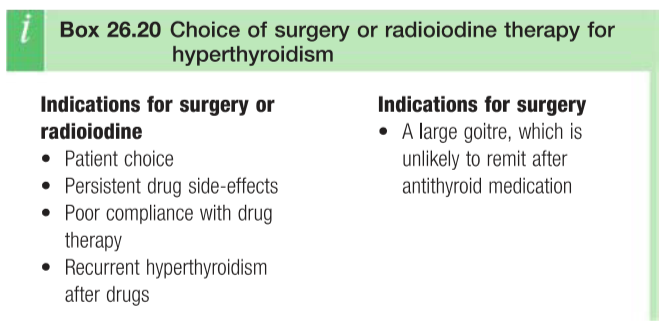 i
Box 26.20 Choice of surgery or radioiodine therapy for
hyperthyroidism
Indications for surgery or
radioiodine
• Patient choice
• Persistent drug side-effects
• Poor compliance with drug
therapy
• Recurrent hyperthyroidism
after drugs
Indications for surgery
• A large goitre, which is
unlikely to remit after
antithyroid medication